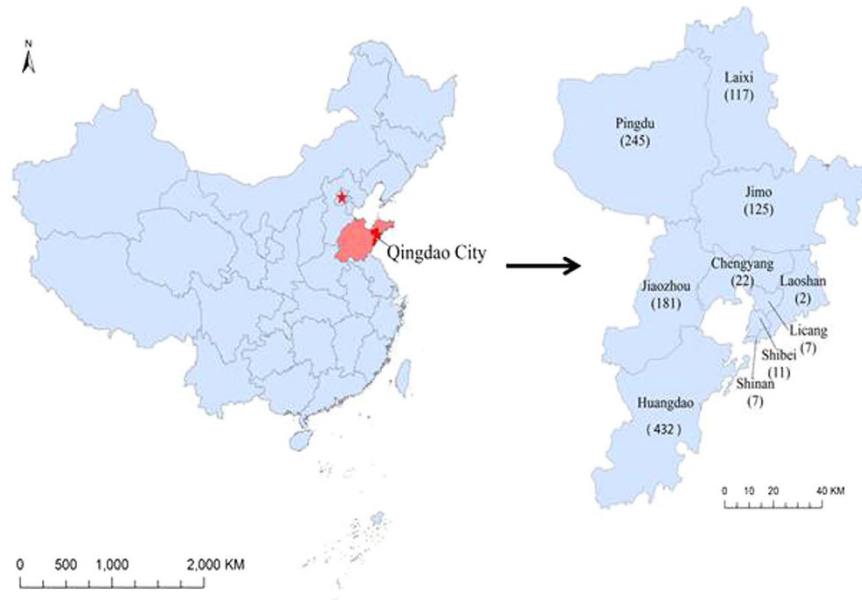 N
Qingdao City
0 500 1,000 2,000 KM
Laixi
(117)
Pingdu
(245)
Jimo
(125)
Chengyang
(22)
Laoshan
(2)
Jiaozhou
(181)
Licang
(7)
Shibei
(11)
Shinan
(7)
Huangdao
( 432 )
0 10 20 40 KM